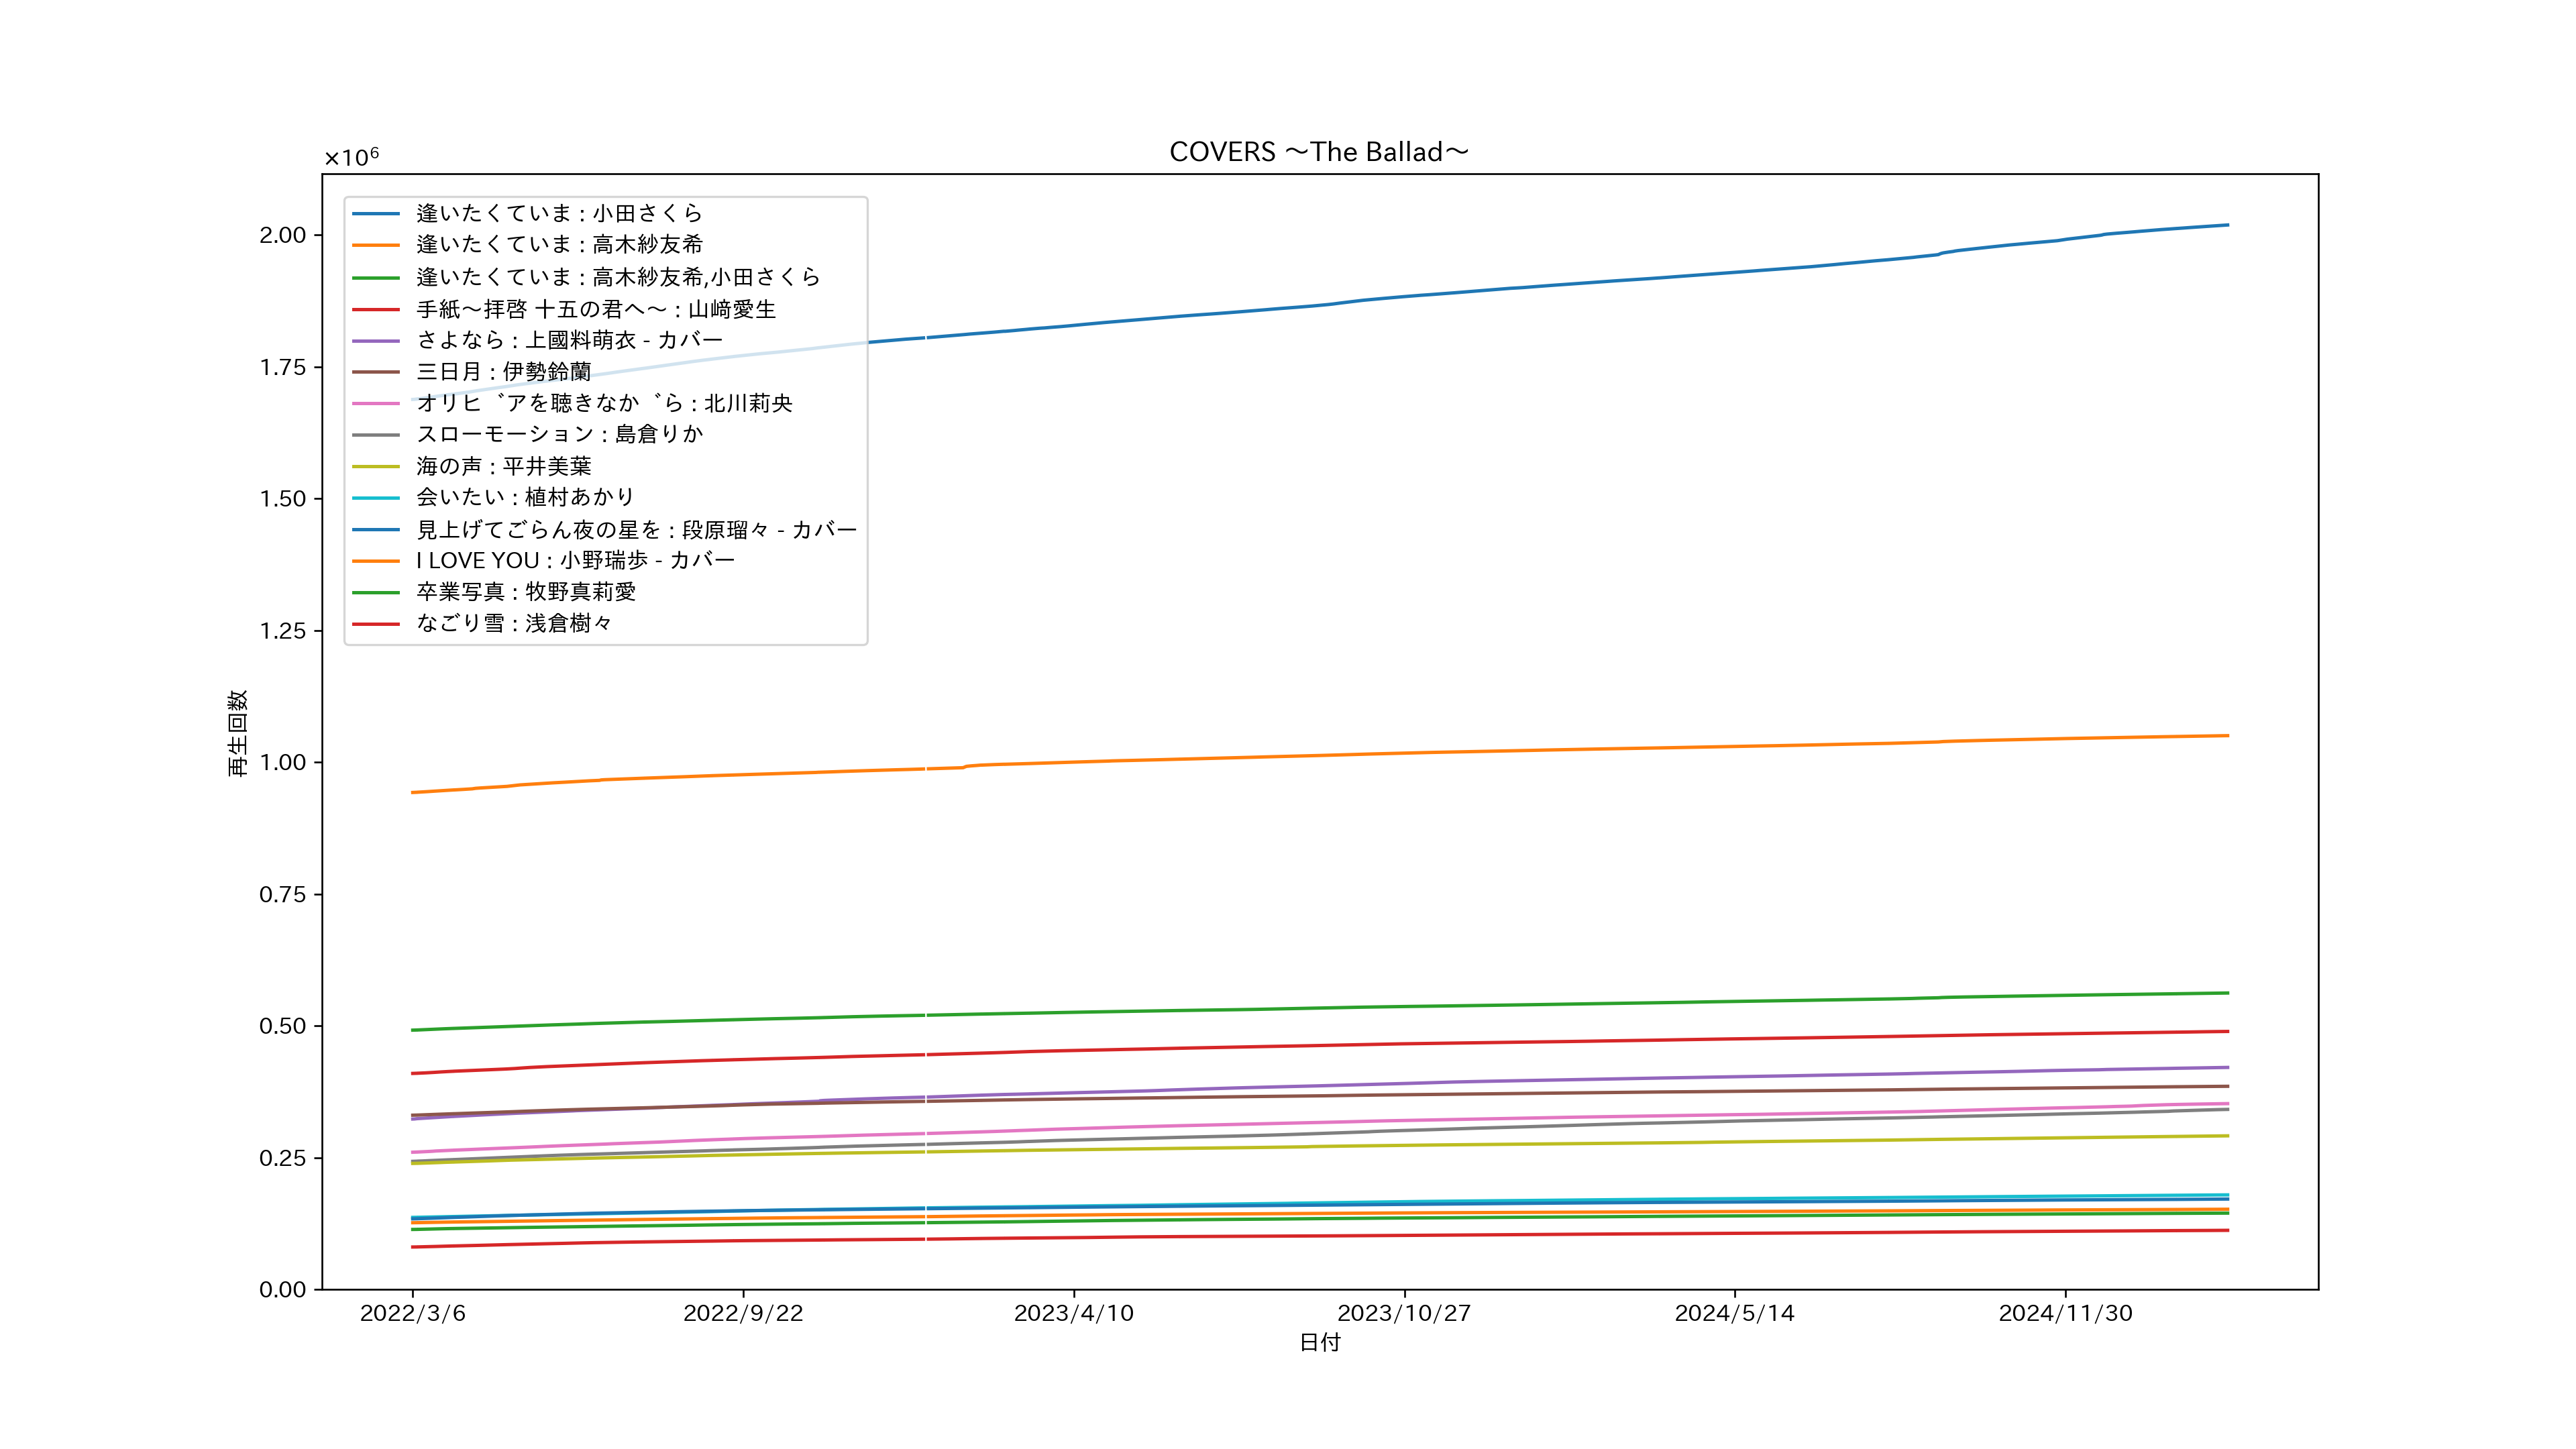 COVERS ～The Ballad～
×10⁶
2.00
1.75
1.50
1.25
1.00
0.75
0.50
0.25
0.00
再生回数
逢いたくていま : 小田さくら
逢いたくていま : 高木紗友希
逢いたくていま : 高木紗友希,小田さくら
手紙～拝啓 十五の君へ～ : 山﨑愛生
さよなら : 上國料萌衣 - カバー
三日月 : 伊勢鈴蘭
オリヒ゛アを聴きなか゛ら : 北川莉央
スローモーション : 島倉りか
海の声 : 平井美葉
会いたい : 植村あかり
見上げてごらん夜の星を : 段原瑠々 - カバー
I LOVE YOU : 小野瑞歩 - カバー
卒業写真 : 牧野真莉愛
なごり雪 : 浅倉樹々
2022/3/6
2022/9/22
2023/4/10
2023/10/27
2024/5/14
2024/11/30
日付